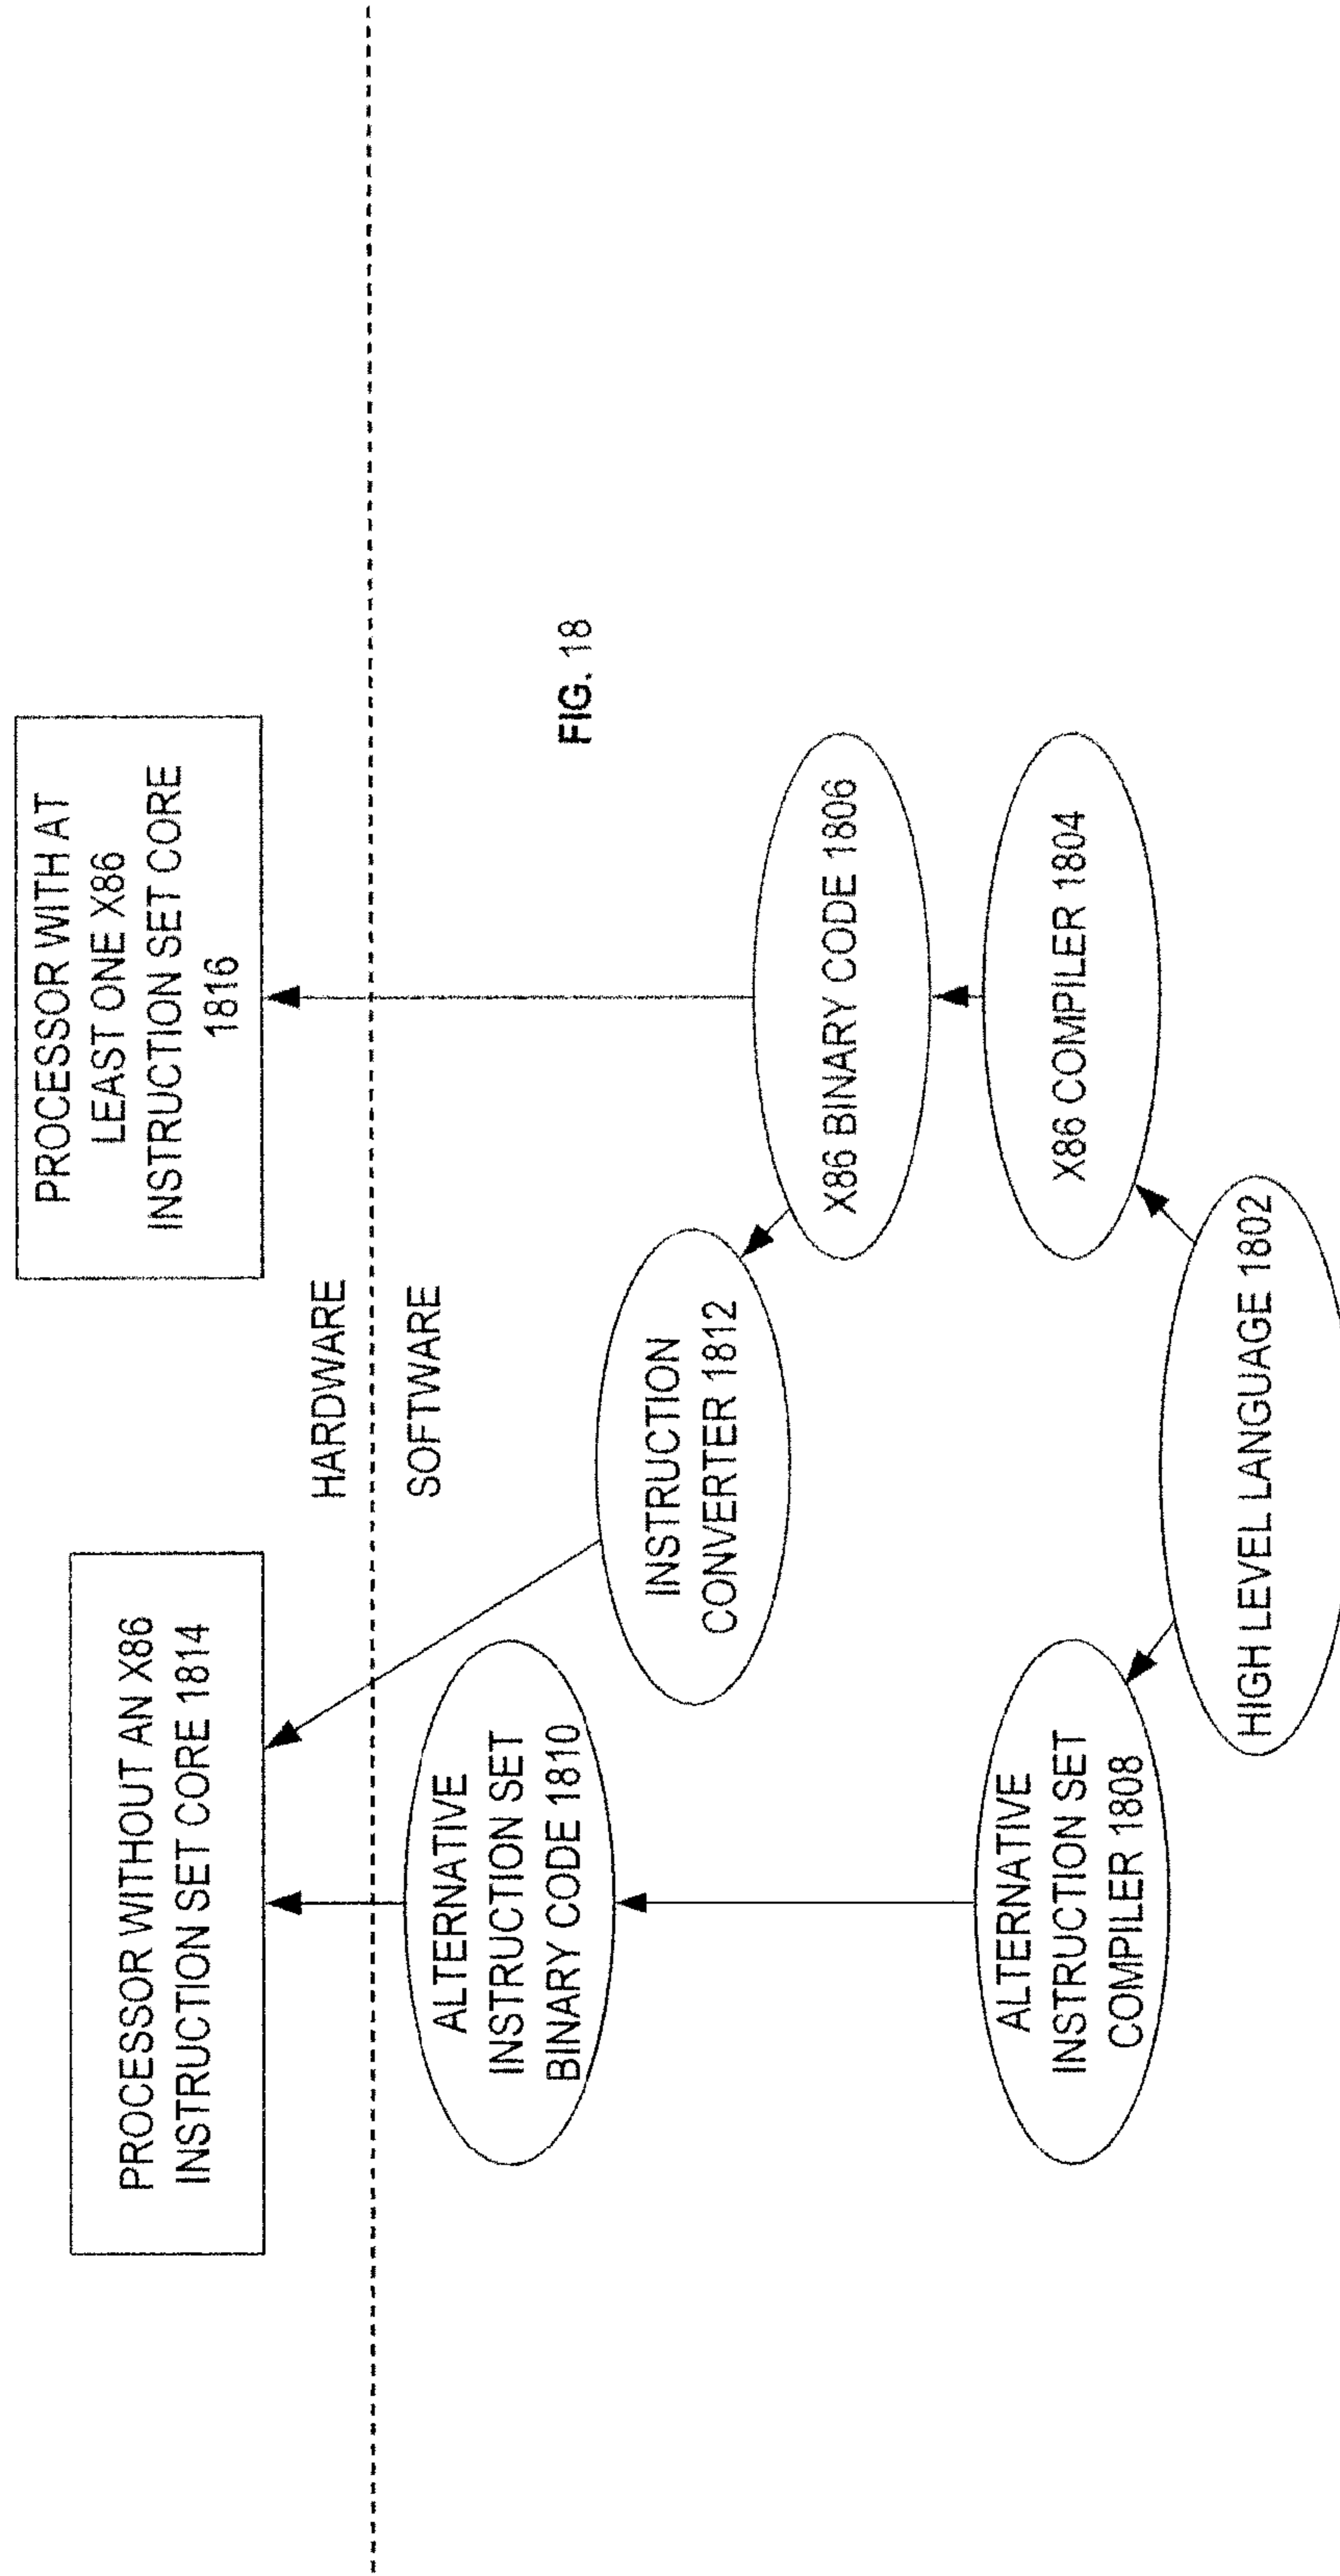 PROCESSOR WITHOUT AN X86
INSTRUCTION SET CORE 1814
PROCESSOR WITH AT
LEAST ONE X86
INSTRUCTION SET CORE
1816
HARDWARE
SOFTWARE
ALTERNATIVE
INSTRUCTION SET
BINARY CODE 1810
INSTRUCTION
CONVERTER 1812
FIG. 18
X86 BINARY CODE 1806
ALTERNATIVE
INSTRUCTION SET
COMPILER 1808
X86 COMPILER 1804
HIGH LEVEL LANGUAGE 1802